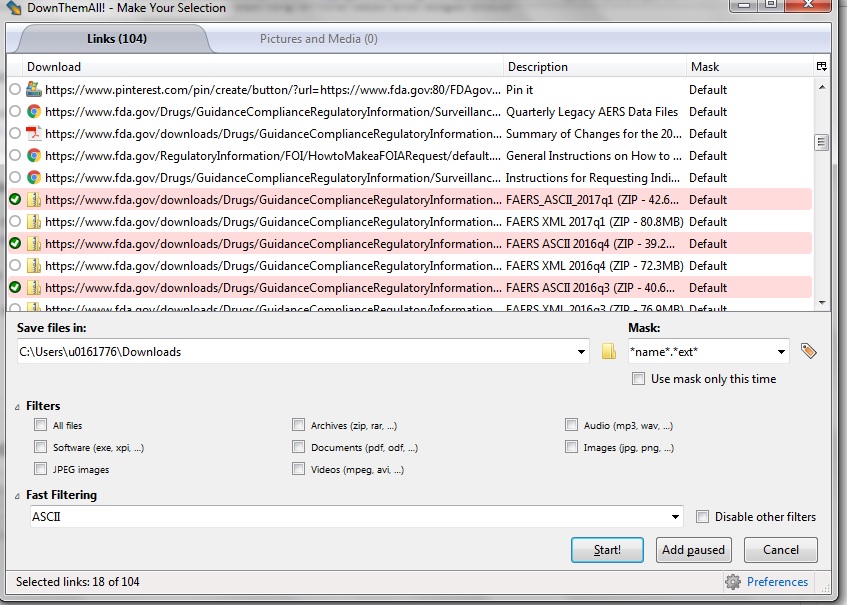 DownThemAll! - Make Your Selection
Links (104) Pictures and Media (0)
Download Description Mask
https://www.pinterest.com/pin/create/button/?url=https://www.fda.gov:80/FDAgov... Pin it Default
https://www.fda.gov/Drugs/GuidanceComplianceRegulatoryInformation/Surveillanc... Quarterly Legacy AERS Data Files Default
https://www.fda.gov/downloads/Drugs/GuidanceComplianceRegulatoryInformation... Summary of Changes for the 20... Default
https://www.fda.gov/RegulatoryInformation/FOI/HowtoMakeaFOIARequest/default.... General Instructions on How to ... Default
https://www.fda.gov/Drugs/GuidanceComplianceRegulatoryInformation/Surveillanc... Instructions for Requesting Indi... Default
https://www.fda.gov/downloads/Drugs/GuidanceComplianceRegulatoryInformation... FAERS_ASCII_2017q1 (ZIP - 42.6... Default
https://www.fda.gov/downloads/Drugs/GuidanceComplianceRegulatoryInformation... FAERS XML 2017q1 (ZIP - 80.8MB) Default
https://www.fda.gov/downloads/Drugs/GuidanceComplianceRegulatoryInformation... FAERS ASCII 2016q4 (ZIP - 39.2... Default
https://www.fda.gov/downloads/Drugs/GuidanceComplianceRegulatoryInformation... FAERS XML 2016q4 (ZIP - 72.3MB) Default
https://www.fda.gov/downloads/Drugs/GuidanceComplianceRegulatoryInformation... FAERS ASCII 2016q3 (ZIP - 40.6... Default
https://www.fda.gov/downloads/Drugs/GuidanceComplianceRegulatoryInformation... FAERS XML 2016q3 (ZIP - 76.9MB) Default
Save files in: Mask:
C:\Users\u0161776\Downloads *name*.*ext*
Use mask only this time
Filters
All files Archives (zip, rar, ...) Audio (mp3, wav, ...)
Software (exe, xpi, ...) Documents (pdf, odf, ...) Images (jpg, png, ...)
JPEG images Videos (mpeg, avi, ...)
Fast Filtering
ASCII Disable other filters
Start! Add paused Cancel
Selected links: 18 of 104 Preferences